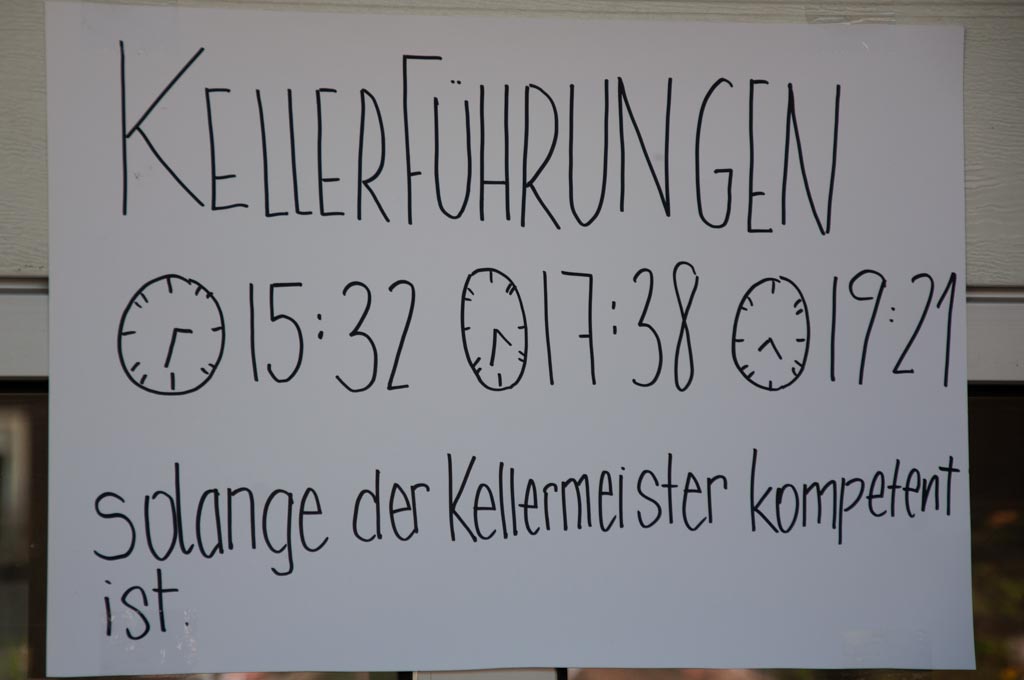 KELLERFÜHRUNGEN
15:32 17:38 19:21
solange der Kellermeister kompetent
ist.